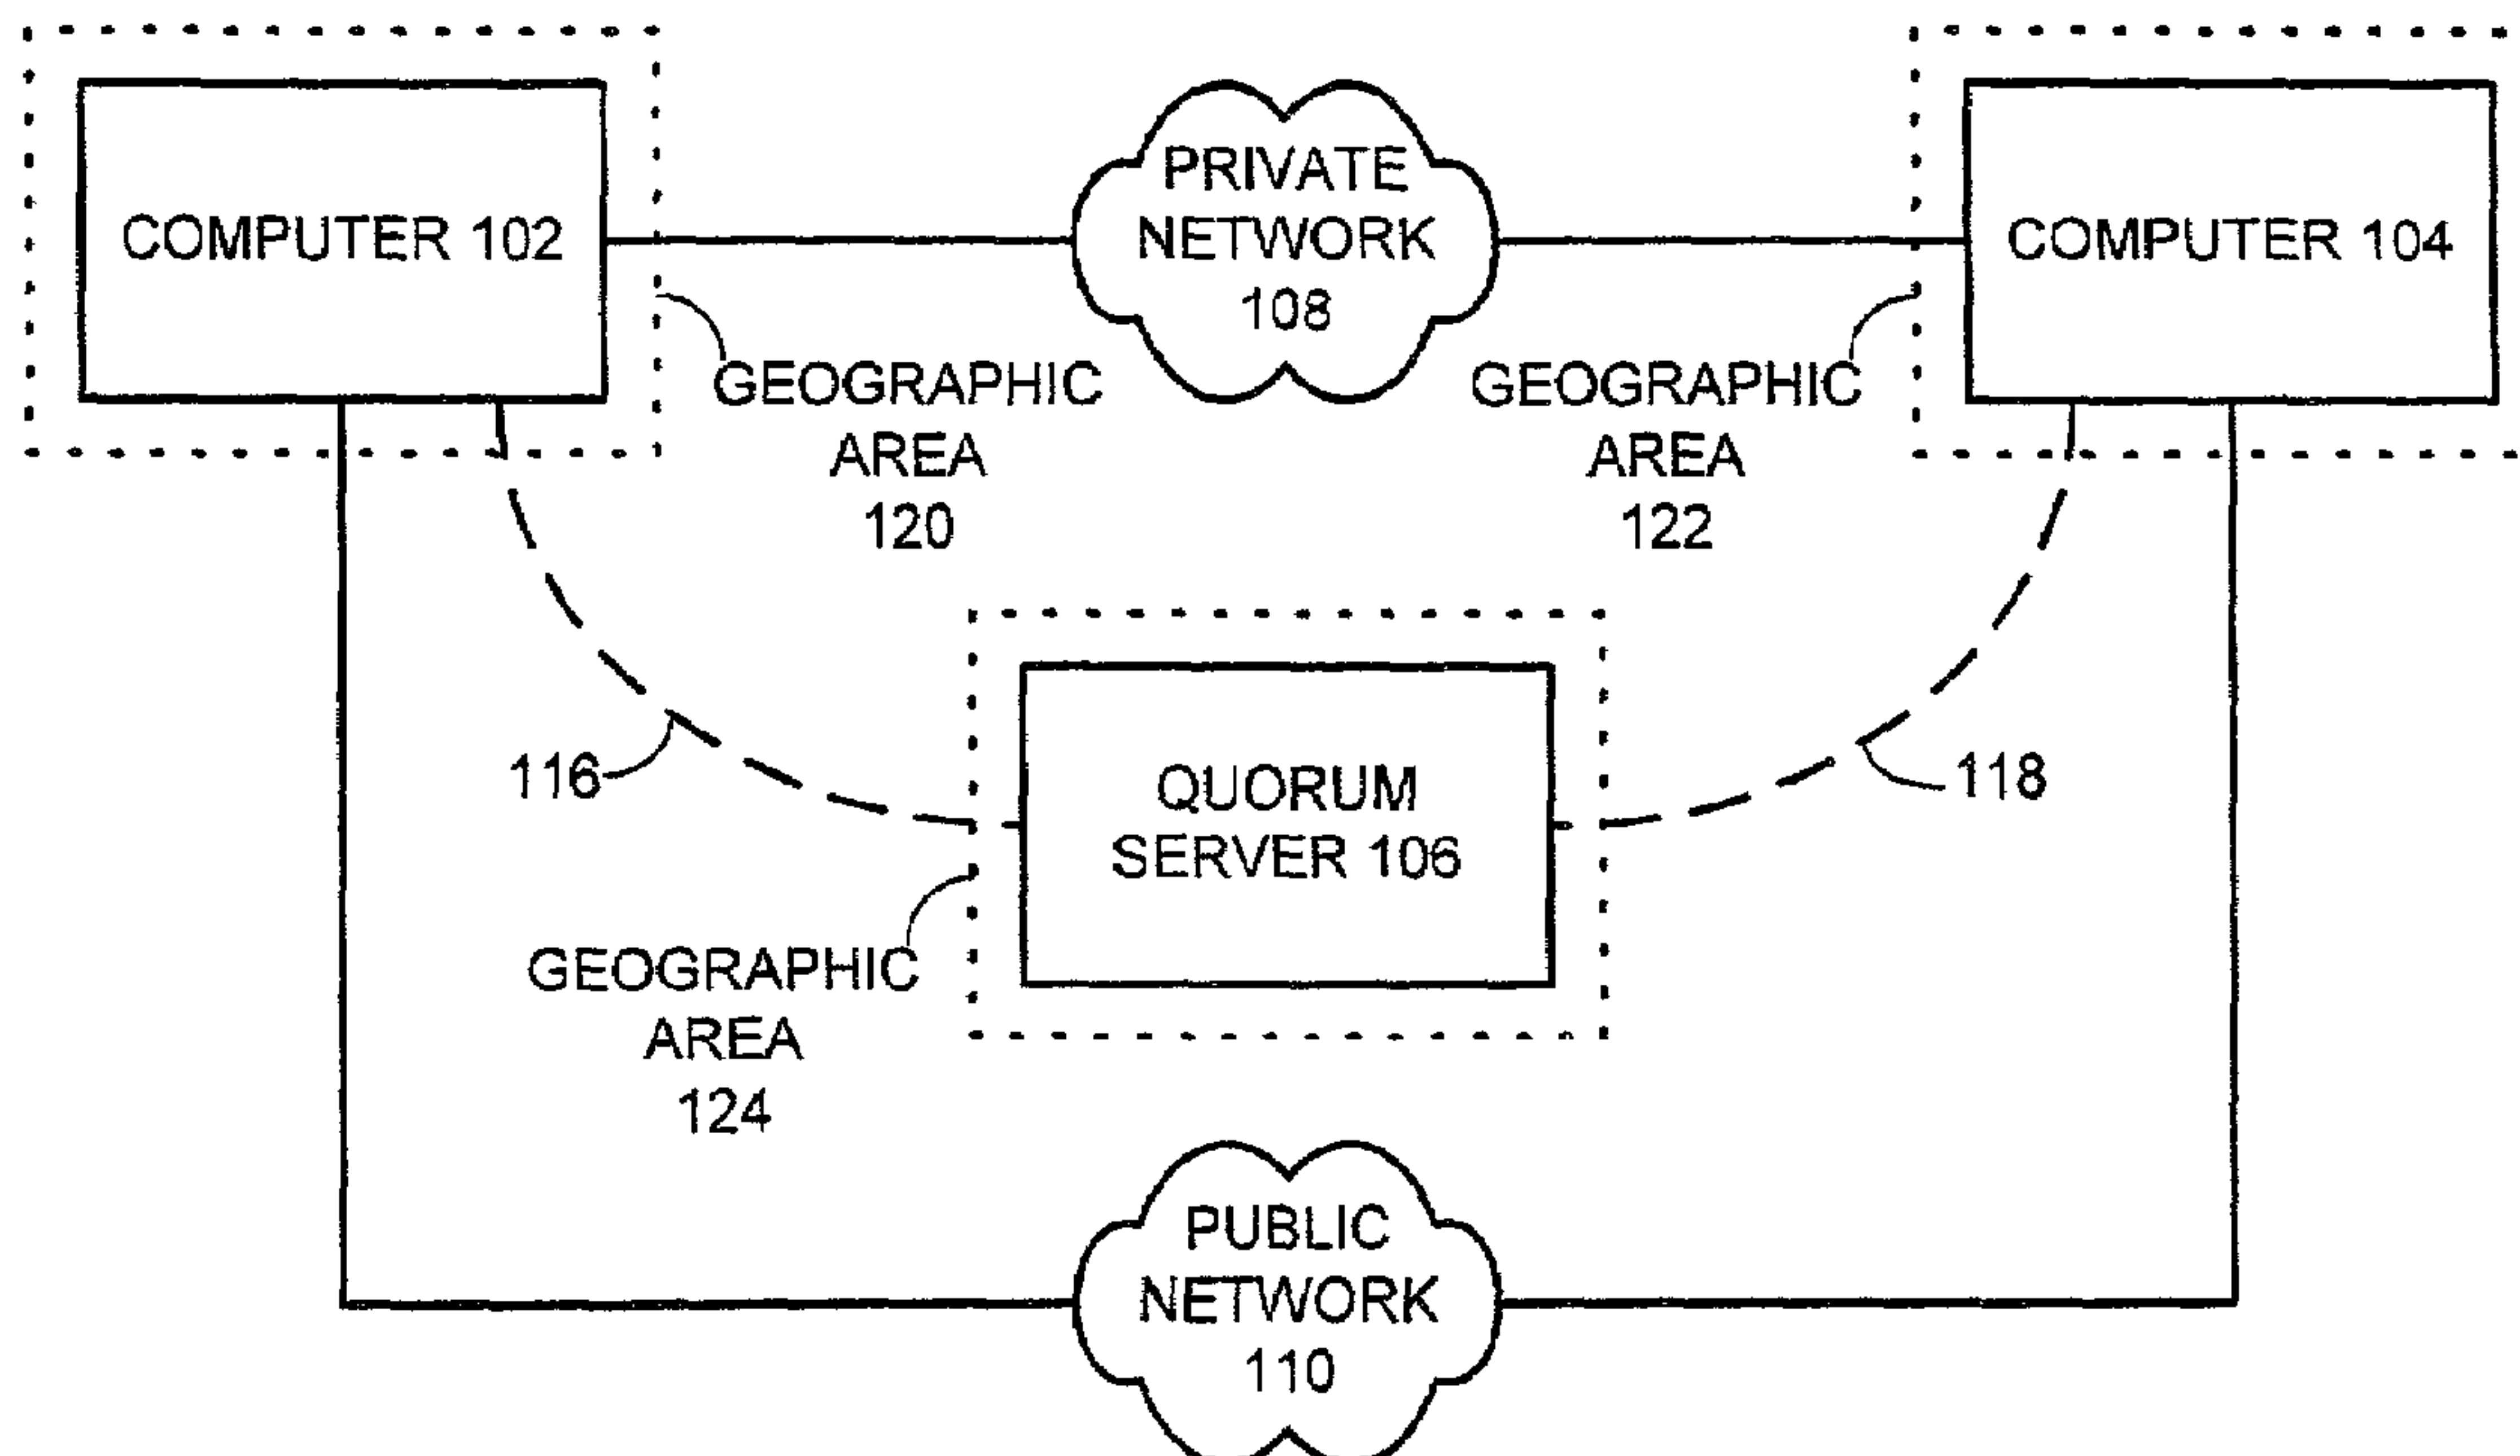 COMPUTER 102
PRIVATE
NETWORK
108
COMPUTER 104
GEOGRAPHIC
AREA
120
GEOGRAPHIC
AREA
122
116
QUORUM
SERVER 106
118
GEOGRAPHIC
AREA
124
PUBLIC
NETWORK
110